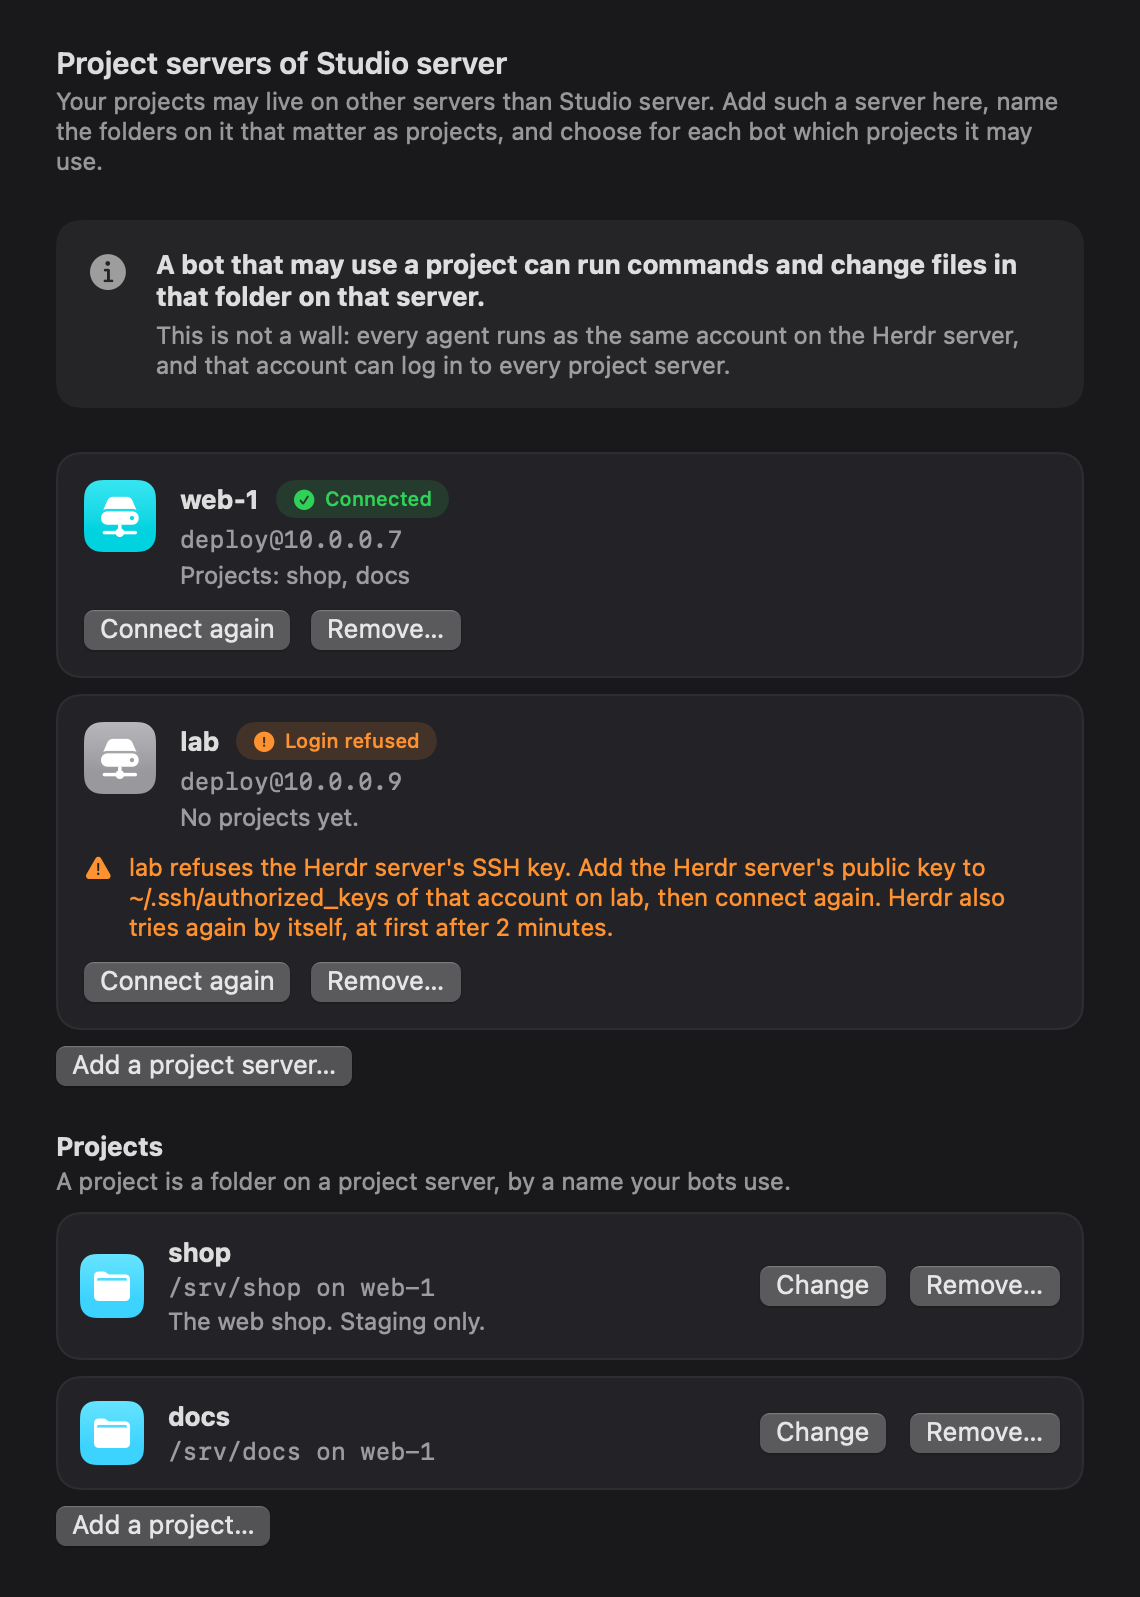 Project servers of Studio server
Your projects may live on other servers than Studio server. Add such a server here, name
the folders on it that matter as projects, and choose for each bot which projects it may
use.
A bot that may use a project can run commands and change files in
that folder on that server.
This is not a wall: every agent runs as the same account on the Herdr server,
and that account can log in to every project server.
web-1 Connected
deploy@10.0.0.7
Projects: shop, docs
Connect again Remove...
lab Login refused
deploy@10.0.0.9
No projects yet.
lab refuses the Herdr server's SSH key. Add the Herdr server's public key to
~/.ssh/authorized_keys of that account on lab, then connect again. Herdr also
tries again by itself, at first after 2 minutes.
Connect again Remove...
Add a project server...
Projects
A project is a folder on a project server, by a name your bots use.
shop
/srv/shop on web-1
The web shop. Staging only.
Change Remove...
docs
/srv/docs on web-1
Change Remove...
Add a project...